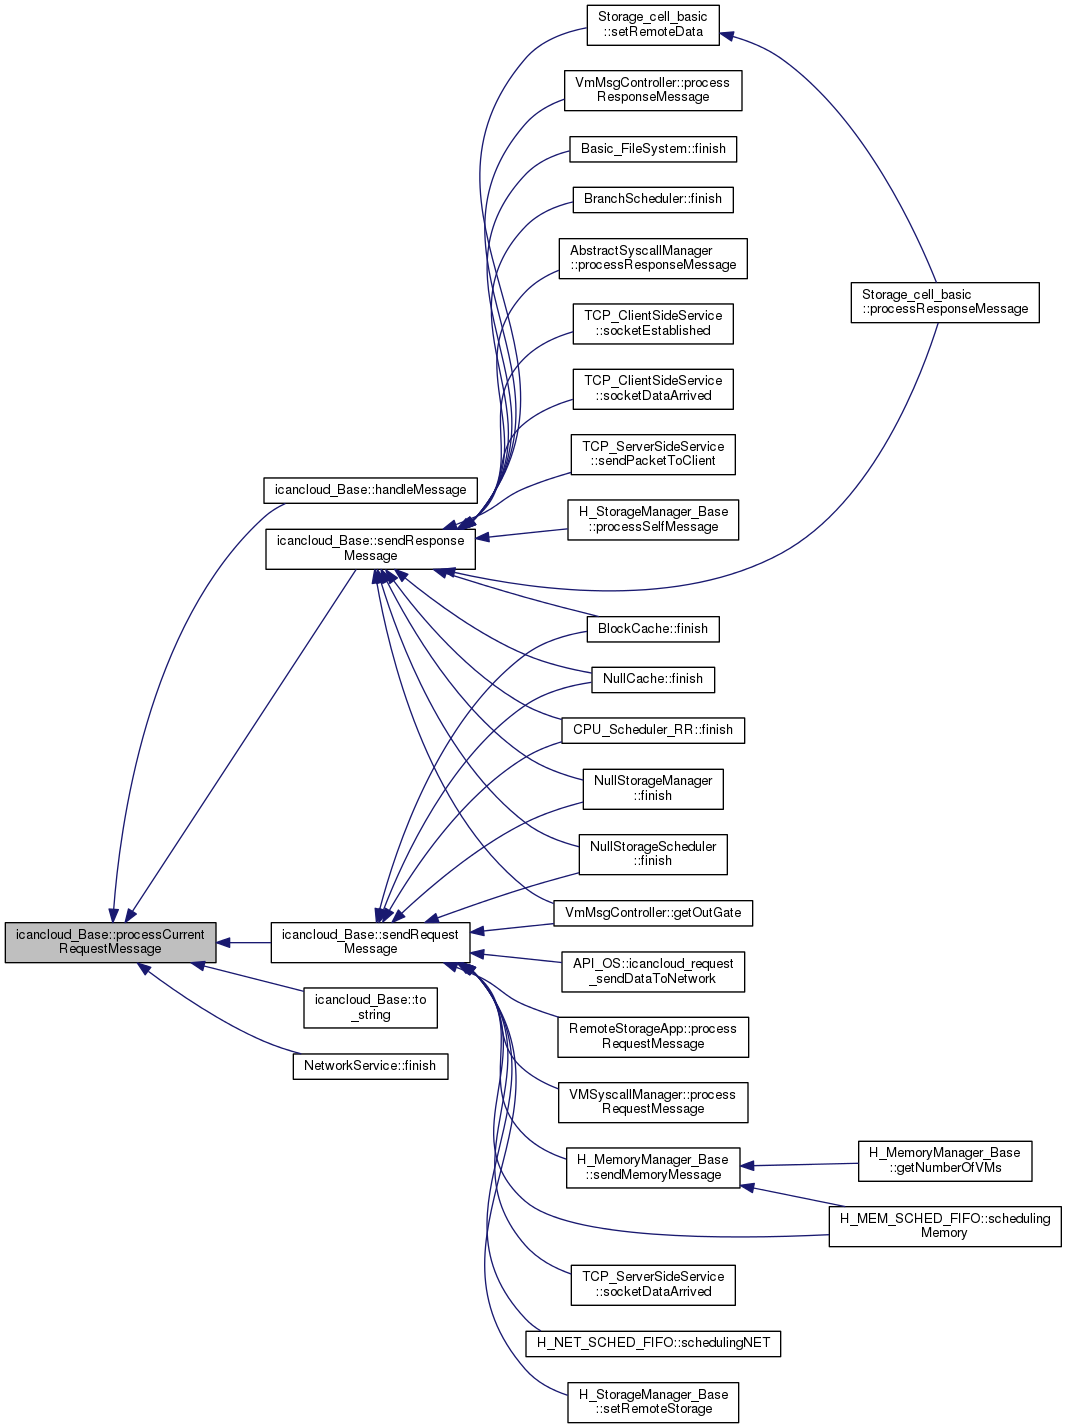 Storage_cell_basic
::setRemoteData
VmMsgController::process
ResponseMessage
Basic_FileSystem::finish
BranchScheduler::finish
AbstractSyscallManager
::processResponseMessage
Storage_cell_basic
::processResponseMessage
TCP_ClientSideService
::socketEstablished
TCP_ClientSideService
::socketDataArrived
TCP_ServerSideService
::sendPacketToClient
icancloud_Base::handleMessage
H_StorageManager_Base
::processSelfMessage
icancloud_Base::sendResponse
Message
BlockCache::finish
NullCache::finish
CPU_Scheduler_RR::finish
NullStorageManager
::finish
NullStorageScheduler
::finish
VmMsgController::getOutGate
icancloud_Base::processCurrent
RequestMessage
icancloud_Base::sendRequest
Message
API_OS::icancloud_request
_sendDataToNetwork
icancloud_Base::to
_string
RemoteStorageApp::process
RequestMessage
NetworkService::finish
VMSyscallManager::process
RequestMessage
H_MemoryManager_Base
::sendMemoryMessage
H_MemoryManager_Base
::getNumberOfVMs
H_MEM_SCHED_FIFO::scheduling
Memory
TCP_ServerSideService
::socketDataArrived
H_NET_SCHED_FIFO::schedulingNET
H_StorageManager_Base
::setRemoteStorage